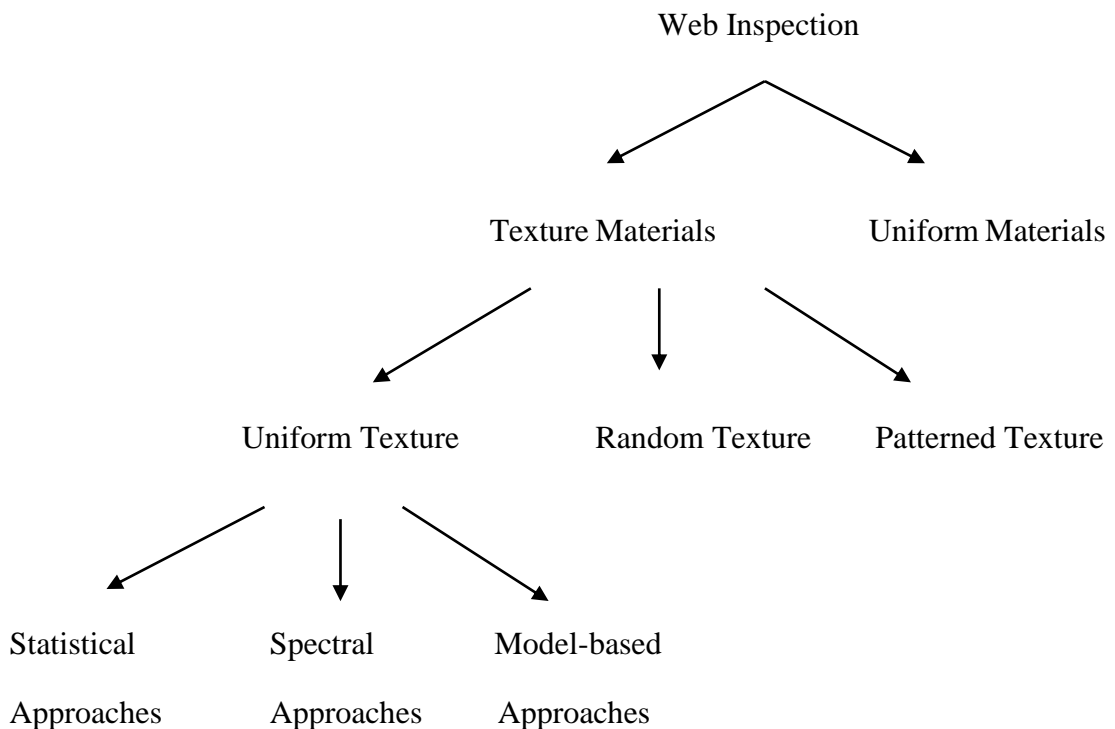 Web Inspection
Texture Materials Uniform Materials
Uniform Texture Random Texture Patterned Texture
Statistical Spectral Model-based
Approaches Approaches Approaches